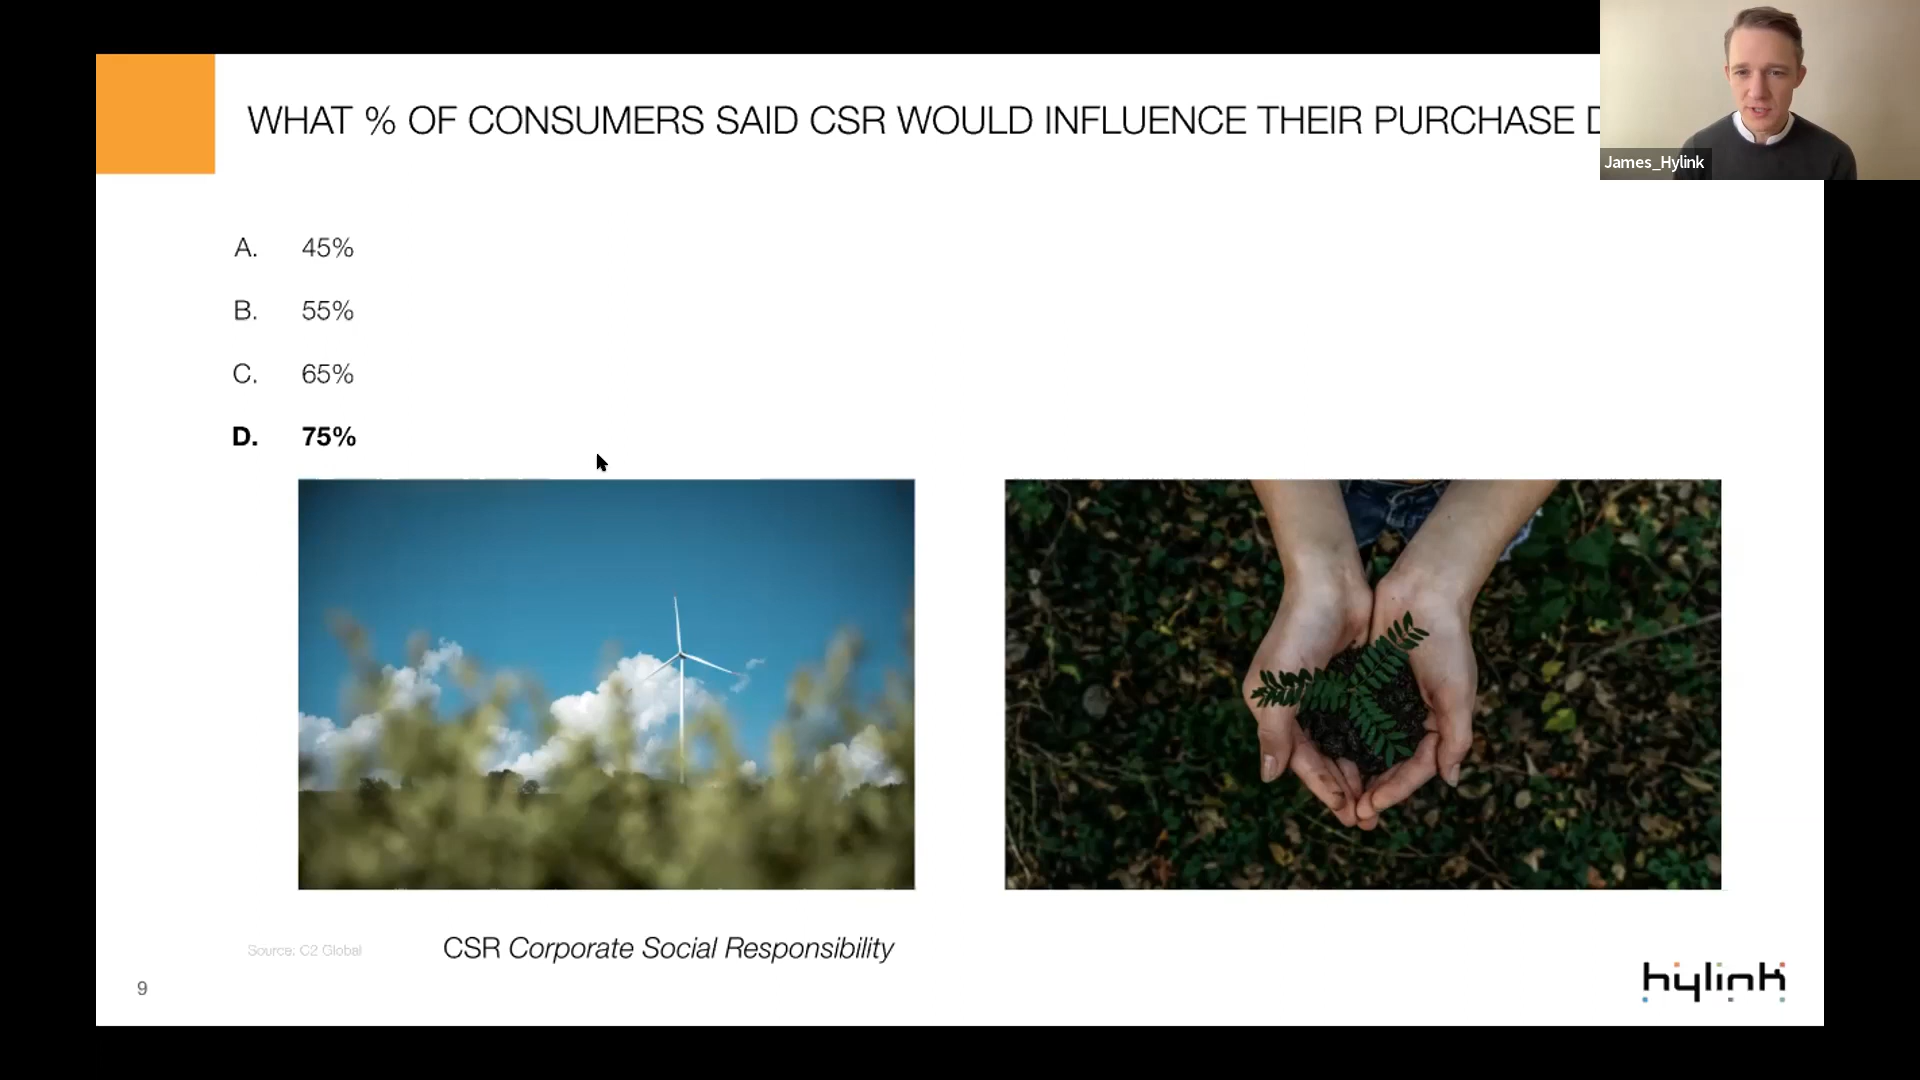 WHAT % OF CONSUMERS SAID CSR WOULD INFLUENCE THEIR PURCHASE
James_Hylink
A. 45%
B. 55%
C. 65%
D. 75%
Source: C2 Global
CSR Corporate Social Responsibility
9
hylink